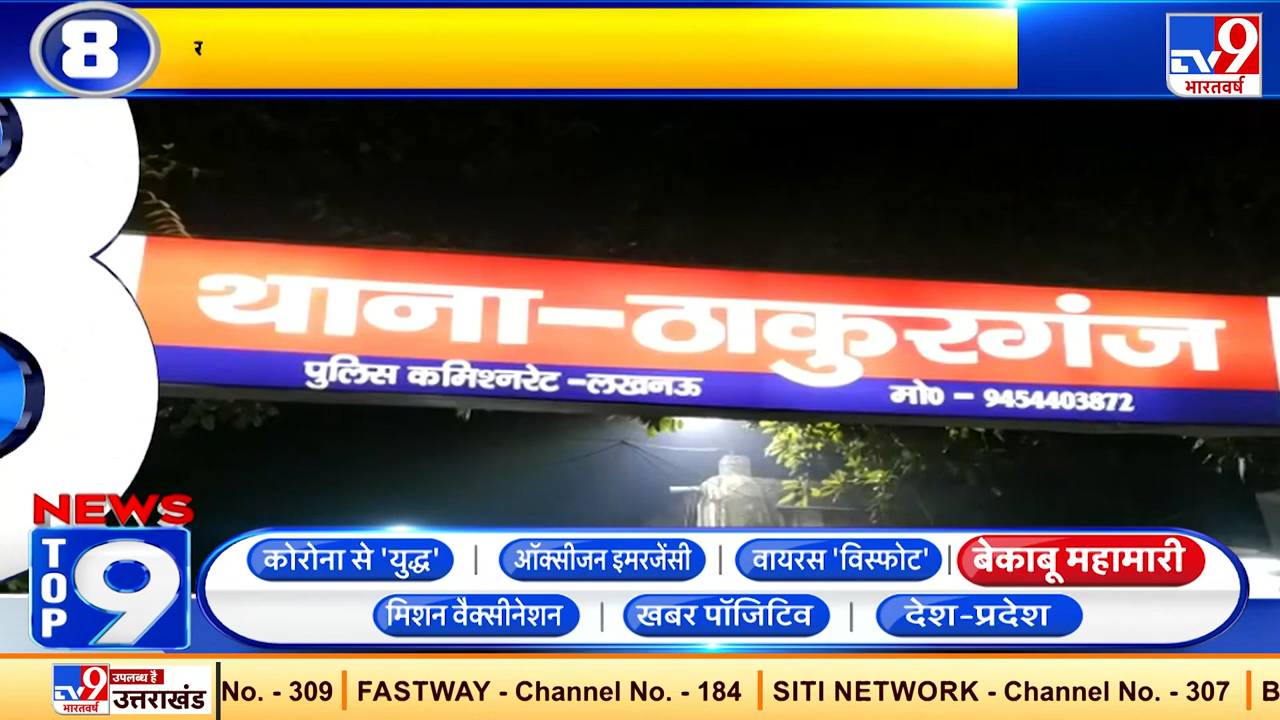 8
र
TV9
भारतवर्ष
थाना-ठाकुरगंज
पुलिस कमिश्नरेट -लखनऊ
मो० - 9454403872
NEWS
TOP 9
कोरोना से 'युद्ध' | ऑक्सीजन इमरजेंसी | वायरस 'विस्फोट' | बेकाबू महामारी
मिशन वैक्सीनेशन | खबर पॉजिटिव | देश-प्रदेश
TV9
भारतवर्ष
उपलब्ध है
उत्तराखंड
No. - 309 | FASTWAY - Channel No. - 184 | SITI NETWORK - Channel No. - 307 | B